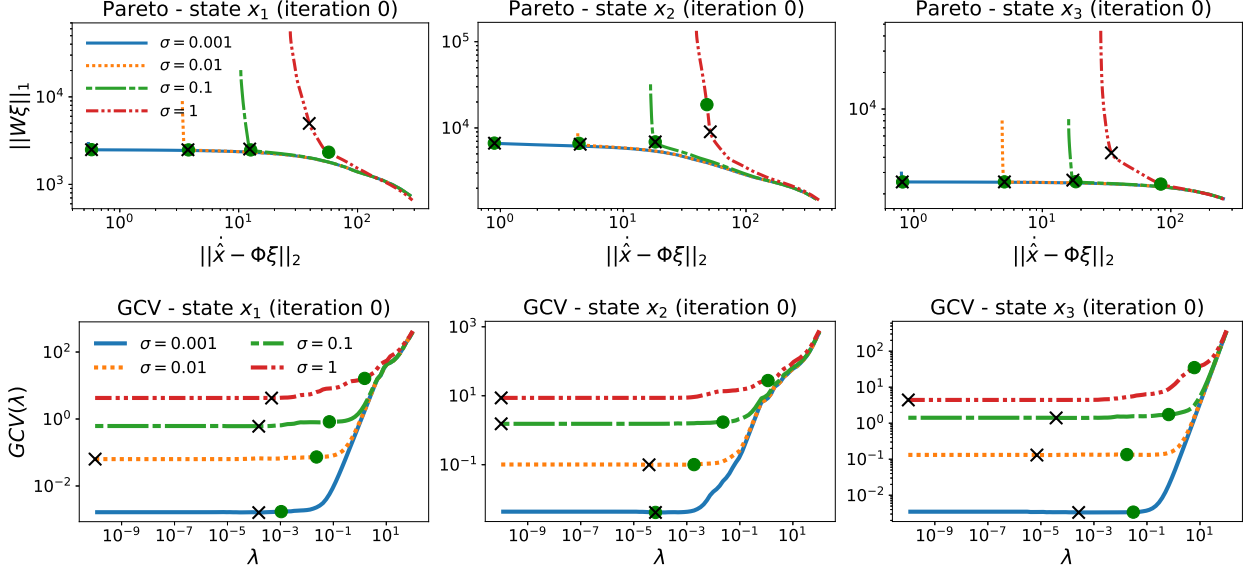 Pareto - state x₁ (iteration 0)
Pareto - state x₂ (iteration 0)
Pareto - state x₃ (iteration 0)
||Wξ||₁
10⁴
10³
σ = 0.001
σ = 0.01
σ = 0.1
σ = 1
10⁵
10⁴
10⁴
10⁰ 10¹ 10²
10⁰ 10¹ 10²
10⁰ 10¹ 10²
||ẋ̂ − Φξ||₂
||ẋ̂ − Φξ||₂
||ẋ̂ − Φξ||₂
GCV - state x₁ (iteration 0)
GCV - state x₂ (iteration 0)
GCV - state x₃ (iteration 0)
GCV(λ)
10²
10⁰
10⁻²
σ = 0.001
σ = 0.01
σ = 0.1
σ = 1
10³
10¹
10⁻¹
10²
10¹
10⁰
10⁻¹
10⁻²
10⁻³
10⁻⁹ 10⁻⁷ 10⁻⁵ 10⁻³ 10⁻¹ 10¹
10⁻⁹ 10⁻⁷ 10⁻⁵ 10⁻³ 10⁻¹ 10¹
10⁻⁹ 10⁻⁷ 10⁻⁵ 10⁻³ 10⁻¹ 10¹
λ
λ
λ